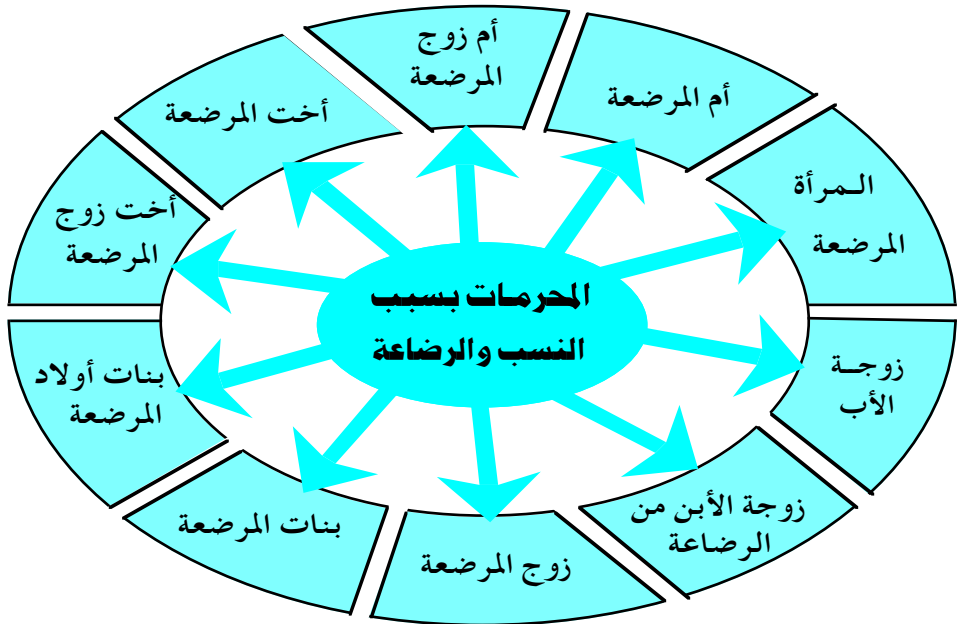 المحرمات بسبب
النسب والرضاعة
أم زوج
المرضعة
أم المرضعة
المرأة
المرضعة
زوجة
الأب
زوجة الأبن من
الرضاعة
زوج المرضعة
بنات المرضعة
بنات أولاد
المرضعة
أخت زوج
المرضعة
أخت المرضعة